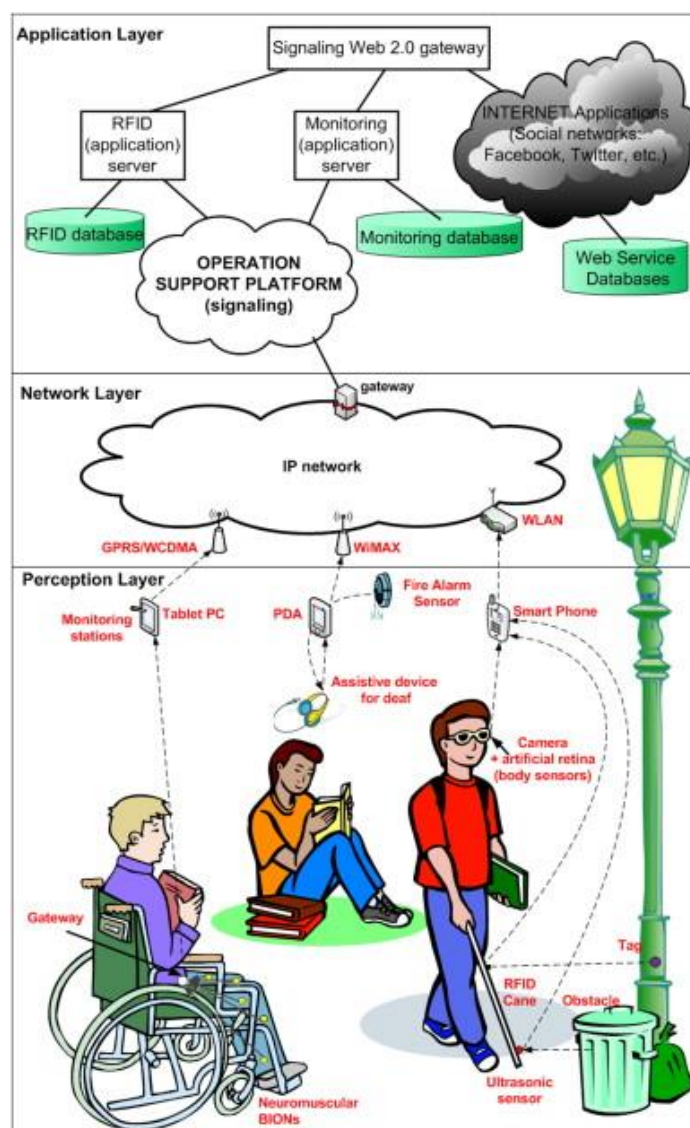 Application Layer
Signaling Web 2.0 gateway
RFID
(application)
server
Monitoring
(application)
server
INTERNET Applications
(Social networks:
Facebook, Twitter, etc.)
RFID database
Monitoring database
Web Service
Databases
OPERATION
SUPPORT PLATFORM
(signaling)
Network Layer
gateway
IP network
GPRS/WCDMA
WiMAX
WLAN
Perception Layer
Monitoring
stations
Tablet PC
PDA
Fire Alarm
Sensor
Smart Phone
Assistive device
for deaf
Camera
+ artificial retina
(body sensors)
Gateway
Tag
RFID
Cane
Obstacle
Ultrasonic
sensor
Neuromuscular
BIONs